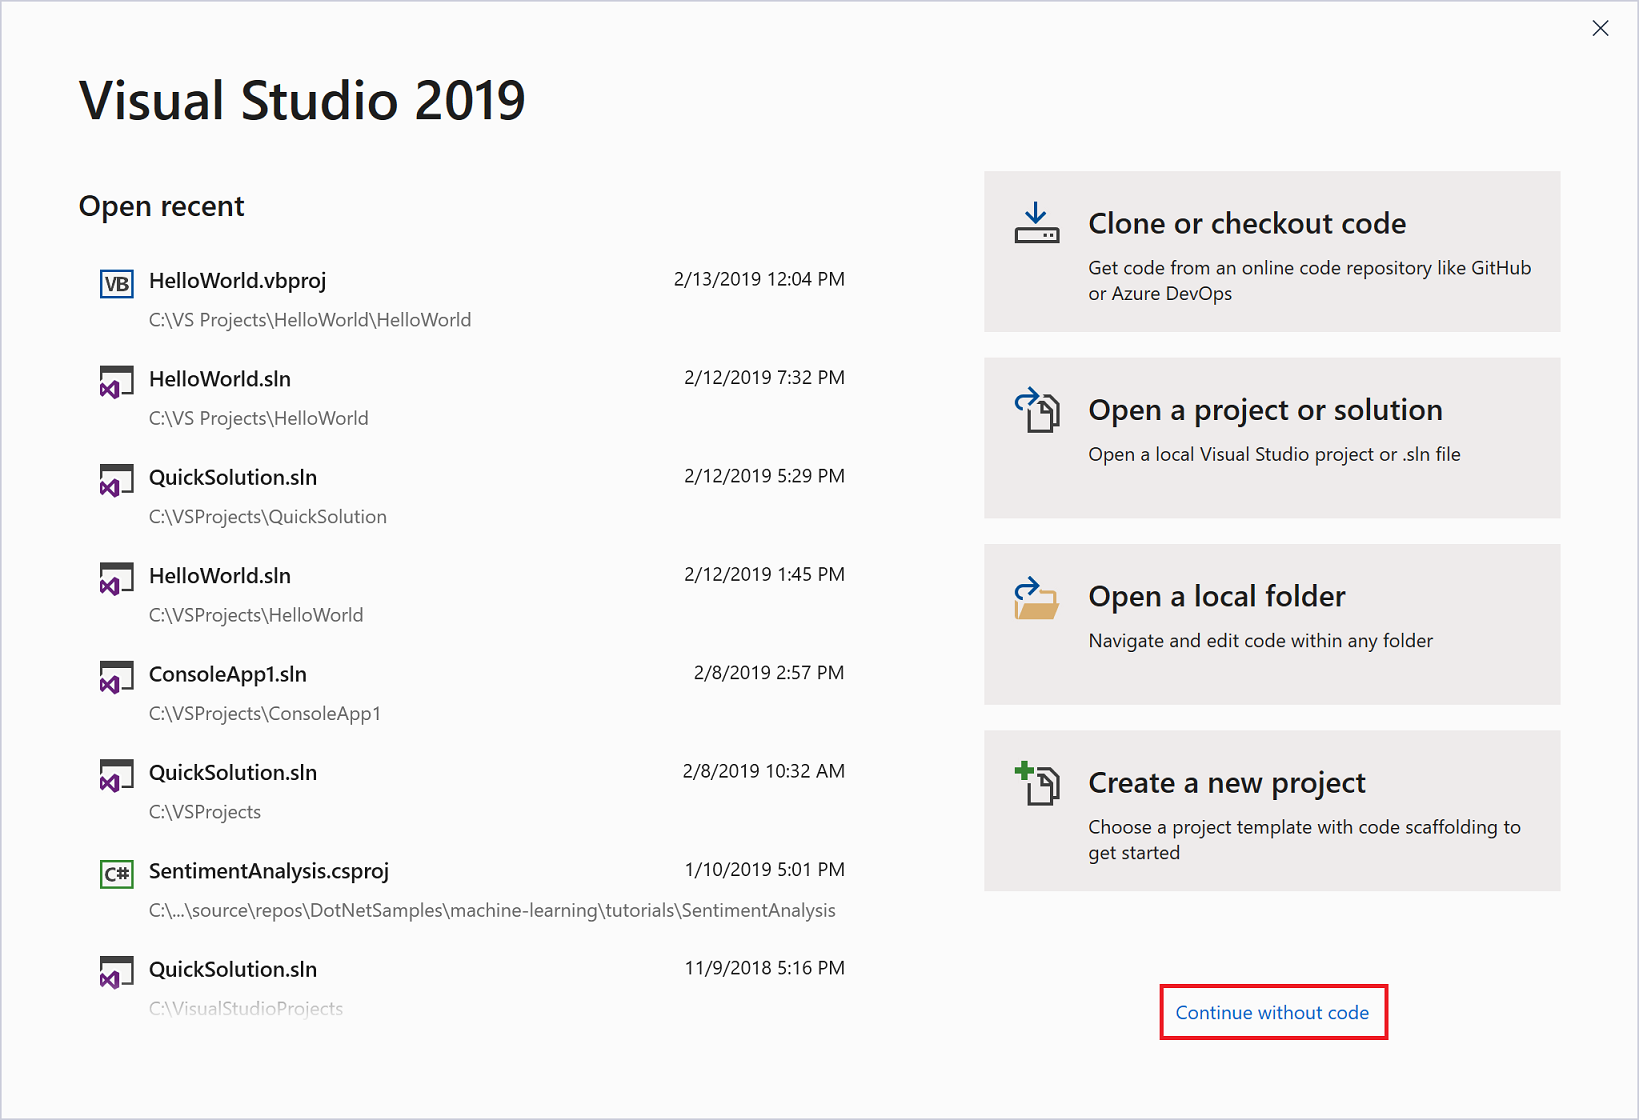 Visual Studio 2019
Open recent
VB
HelloWorld.vbproj 2/13/2019 12:04 PM
C:\VS Projects\HelloWorld\HelloWorld
HelloWorld.sln 2/12/2019 7:32 PM
C:\VS Projects\HelloWorld
QuickSolution.sln 2/12/2019 5:29 PM
C:\VSProjects\QuickSolution
HelloWorld.sln 2/12/2019 1:45 PM
C:\VSProjects\HelloWorld
ConsoleApp1.sln 2/8/2019 2:57 PM
C:\VSProjects\ConsoleApp1
QuickSolution.sln 2/8/2019 10:32 AM
C:\VSProjects
C#
SentimentAnalysis.csproj 1/10/2019 5:01 PM
C:\...\source\repos\DotNetSamples\machine-learning\tutorials\SentimentAnalysis
QuickSolution.sln 11/9/2018 5:16 PM
C:\VisualStudioProjects
Clone or checkout code
Get code from an online code repository like GitHub
or Azure DevOps
Open a project or solution
Open a local Visual Studio project or .sln file
Open a local folder
Navigate and edit code within any folder
Create a new project
Choose a project template with code scaffolding to
get started
Continue without code